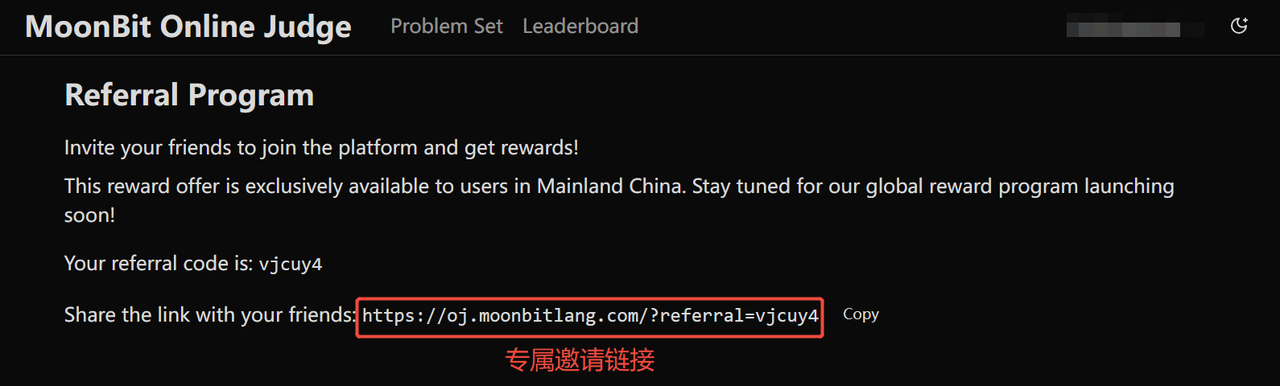 MoonBit Online Judge Problem Set Leaderboard
Referral Program
Invite your friends to join the platform and get rewards!
This reward offer is exclusively available to users in Mainland China. Stay tuned for our global reward program launching
soon!
Your referral code is: vjcuy4
Share the link with your friends: https://oj.moonbitlang.com/?referral=vjcuy4 Copy
专属邀请链接